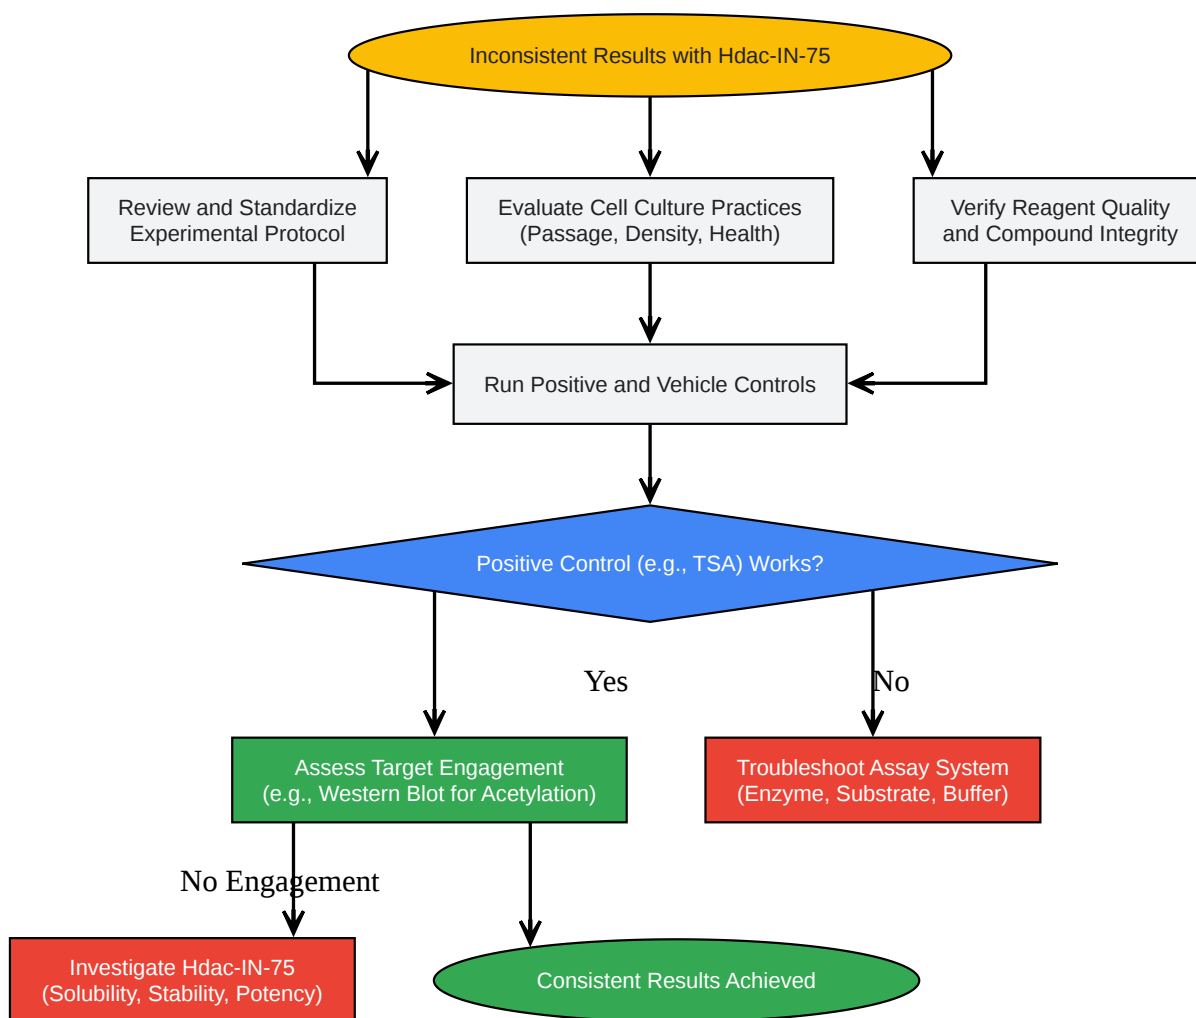 Inconsistent Results with Hdac-IN-75
Review and Standardize
Experimental Protocol
Evaluate Cell Culture Practices
(Passage, Density, Health)
Verify Reagent Quality
and Compound Integrity
Run Positive and Vehicle Controls
Positive Control (e.g., TSA) Works?
Yes
No
Assess Target Engagement
(e.g., Western Blot for Acetylation)
Troubleshoot Assay System
(Enzyme, Substrate, Buffer)
No Engagement
Investigate Hdac-IN-75
(Solubility, Stability, Potency)
Consistent Results Achieved